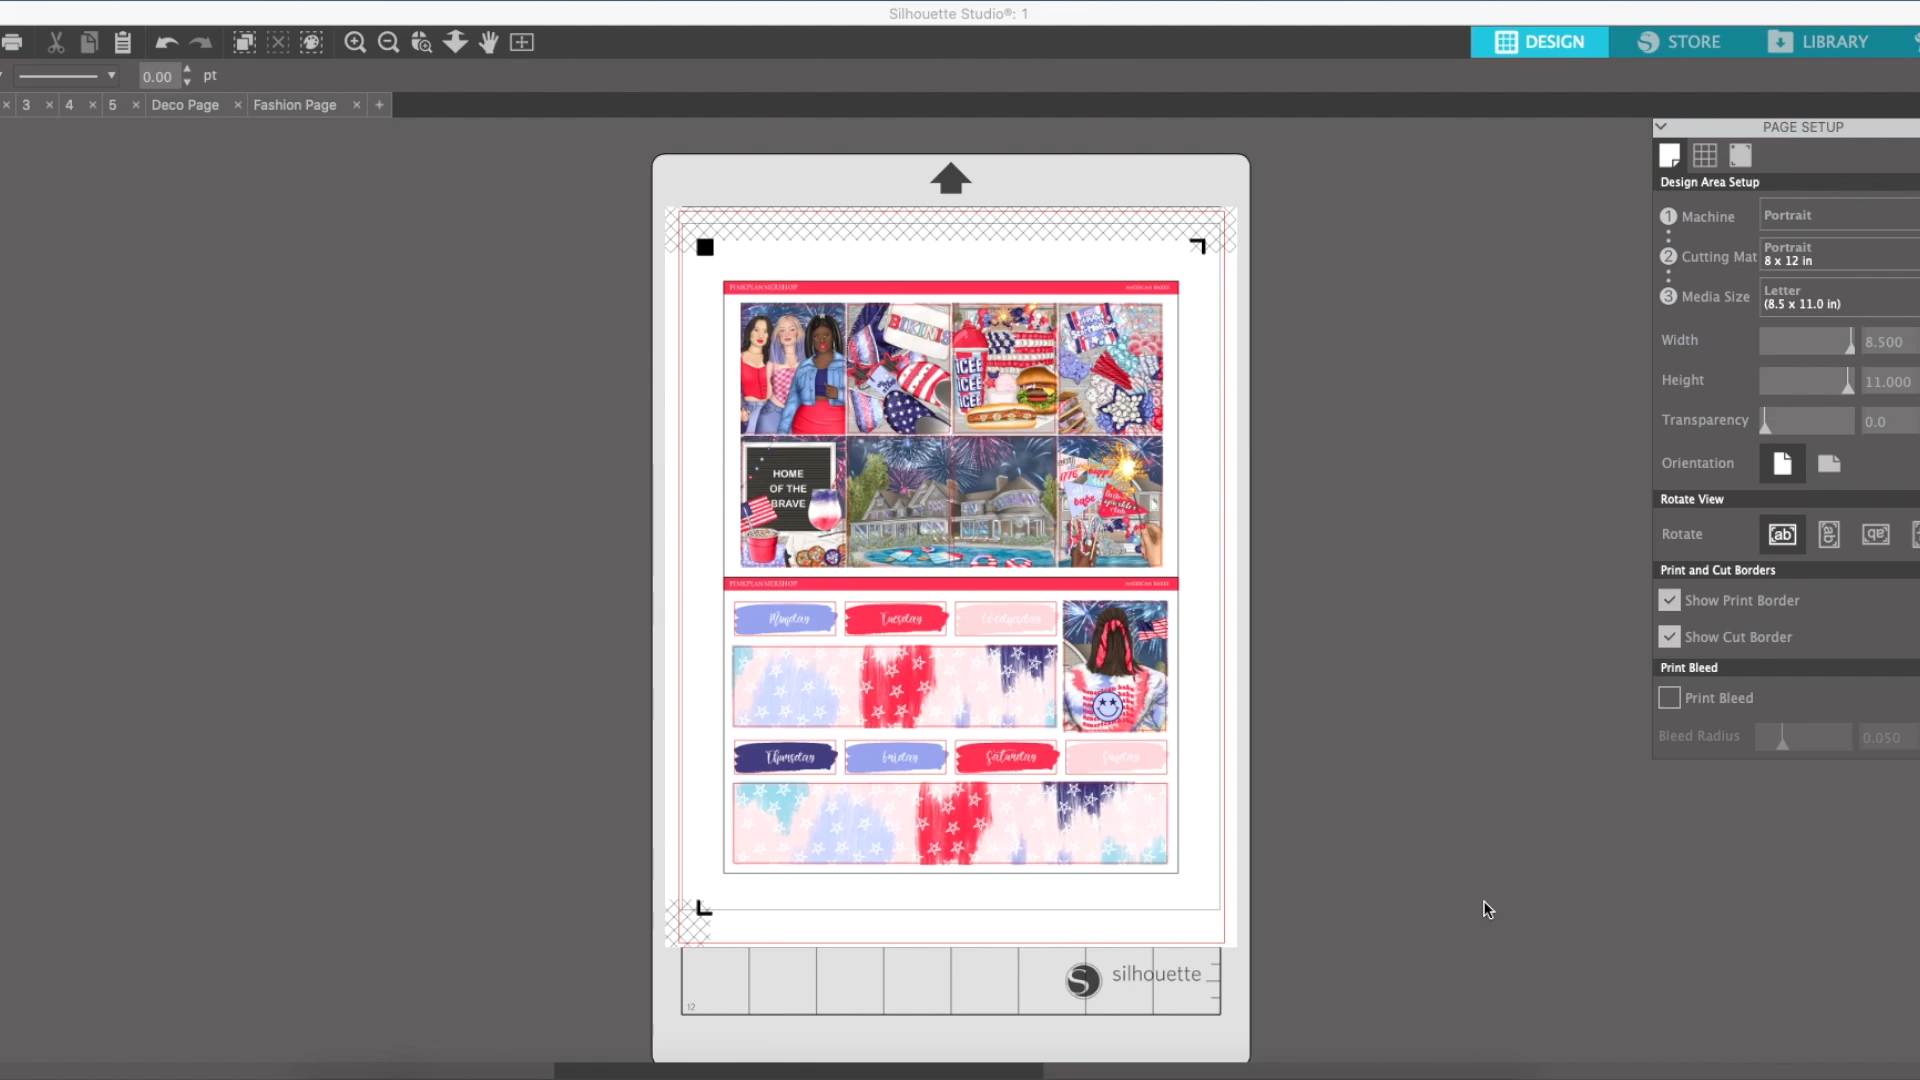 Silhouette Studio®: 1
DESIGN
STORE
LIBRARY
0.00
pt
3
4
5
Deco Page
Fashion Page
PAGE SETUP
Design Area Setup
1 Machine
Portrait
2 Cutting Mat
Portrait
8 x 12 in
3 Media Size
Letter
(8.5 x 11.0 in)
Width
8.500
Height
11.000
Transparency
0.0
Orientation
Rotate View
Rotate
ab
Print and Cut Borders
Show Print Border
Show Cut Border
Print Bleed
Print Bleed
Bleed Radius
0.050
PINKPLANNERSHOP
AMERICAN BABES
BIKINIS
ICEE
ICEE
ICEE
HOME
OF THE
BRAVE
1776
babe
PINKPLANNERSHOP
AMERICAN BABES
Monday
Tuesday
Wednesday
Thursday
Friday
Saturday
Sunday
silhouette
12